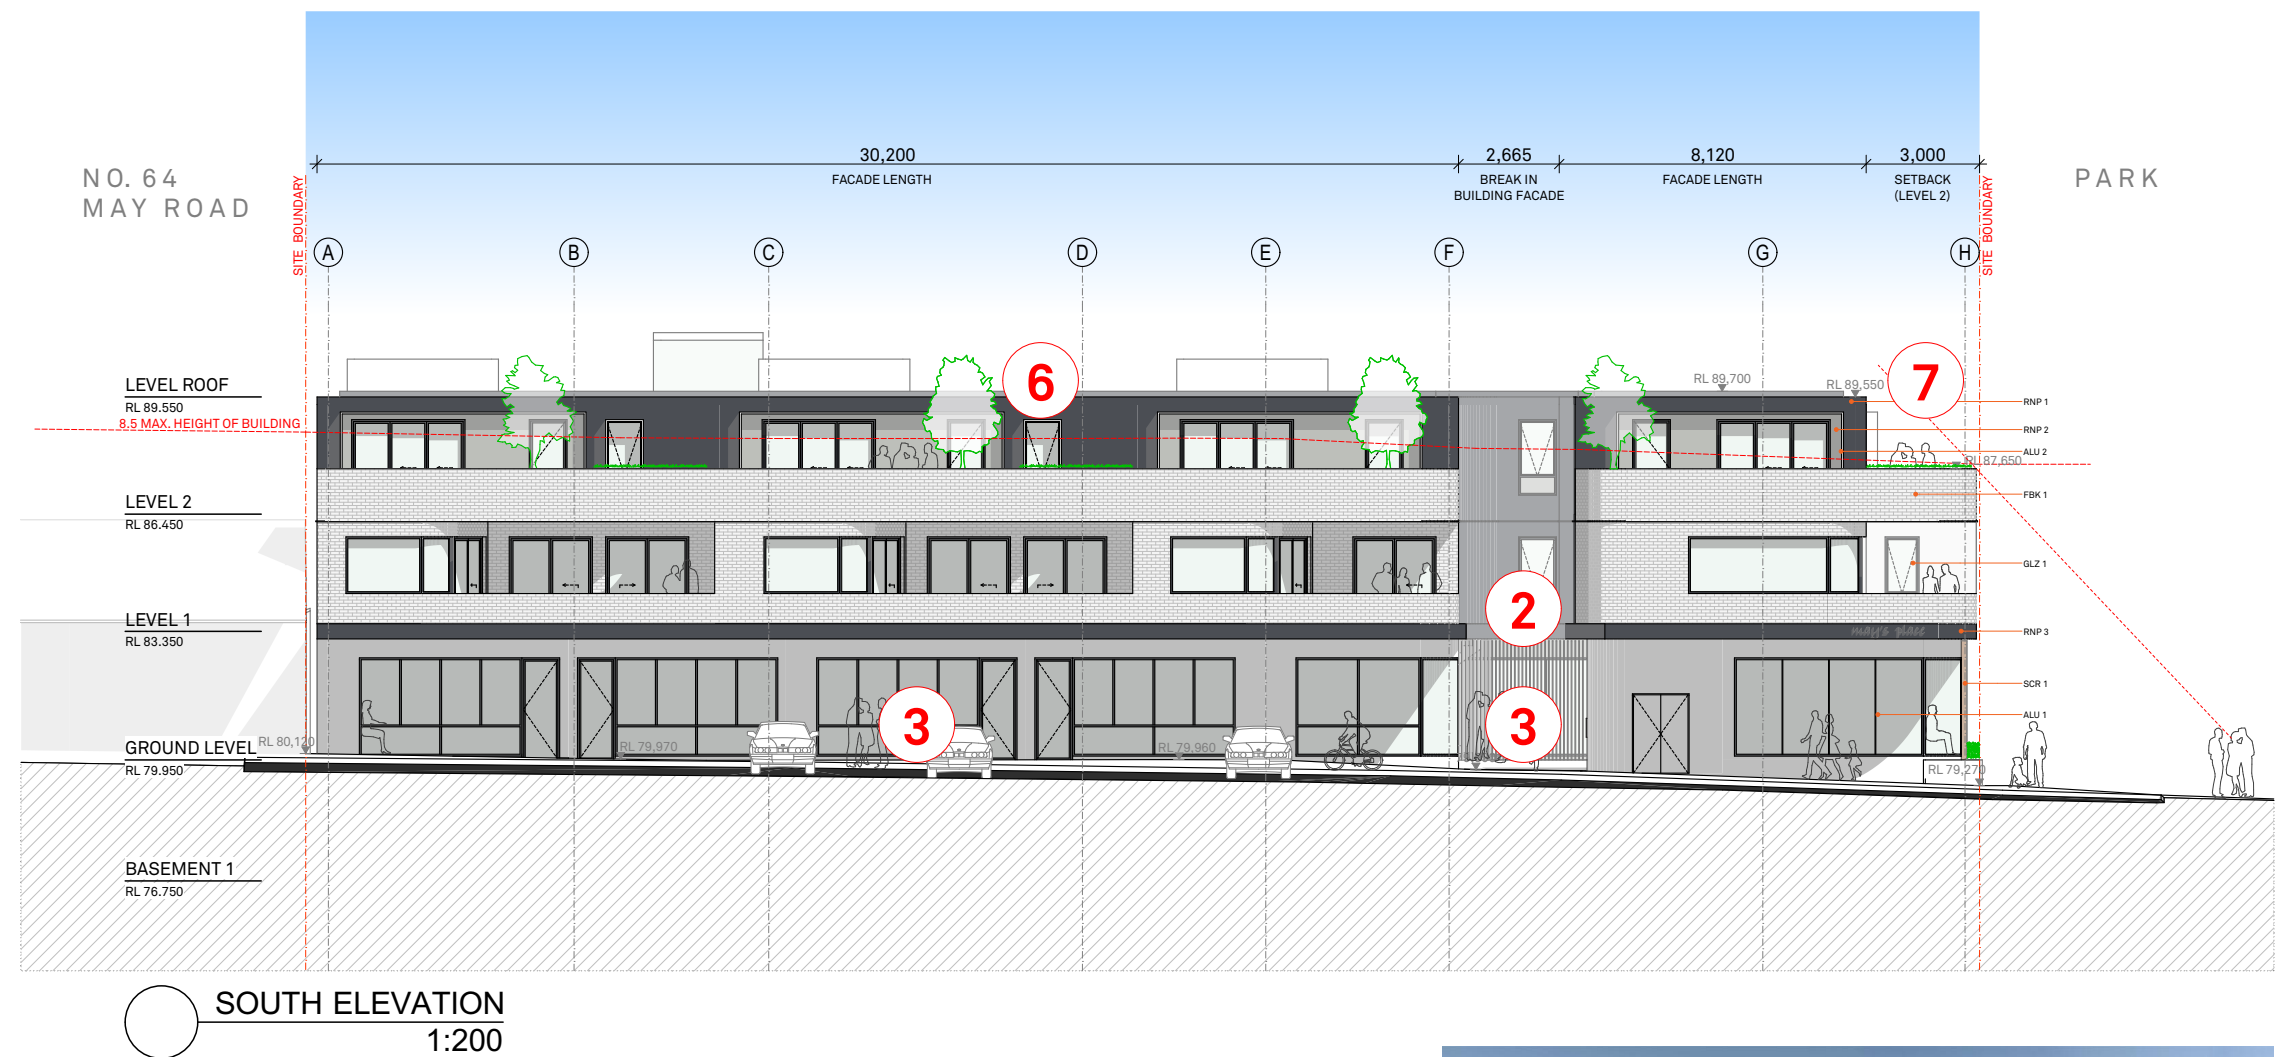 30,200
2,665
8,120
3,000
FACADE LENGTH
BREAK IN
BUILDING FACADE
FACADE LENGTH
SETBACK
(LEVEL 2)
NO. 64
MAY ROAD
PARK
SITE BOUNDARY
SITE BOUNDARY
A
B
C
D
E
F
G
H
6
7
LEVEL ROOF
RL 89.550
8.5 MAX. HEIGHT OF BUILDING
RL 89,700
RL 89,550
RNP 1
RNP 2
ALU 2
RL 87,650
LEVEL 2
RL 86.450
FBK 1
GLZ 1
LEVEL 1
RL 83.350
2
may's place
RNP 3
SCR 1
ALU 1
3
3
GROUND LEVEL
RL 80,120
RL 79.950
RL 79,970
RL 79,960
RL 79,270
BASEMENT 1
RL 76.750
SOUTH ELEVATION
1:200